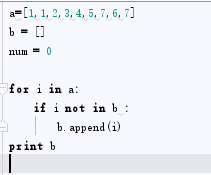 a=[1,1,2,3,4,5,7,6,7]
b = []
num = 0
for i in a:
if i not in b :
b.append(i)
print b